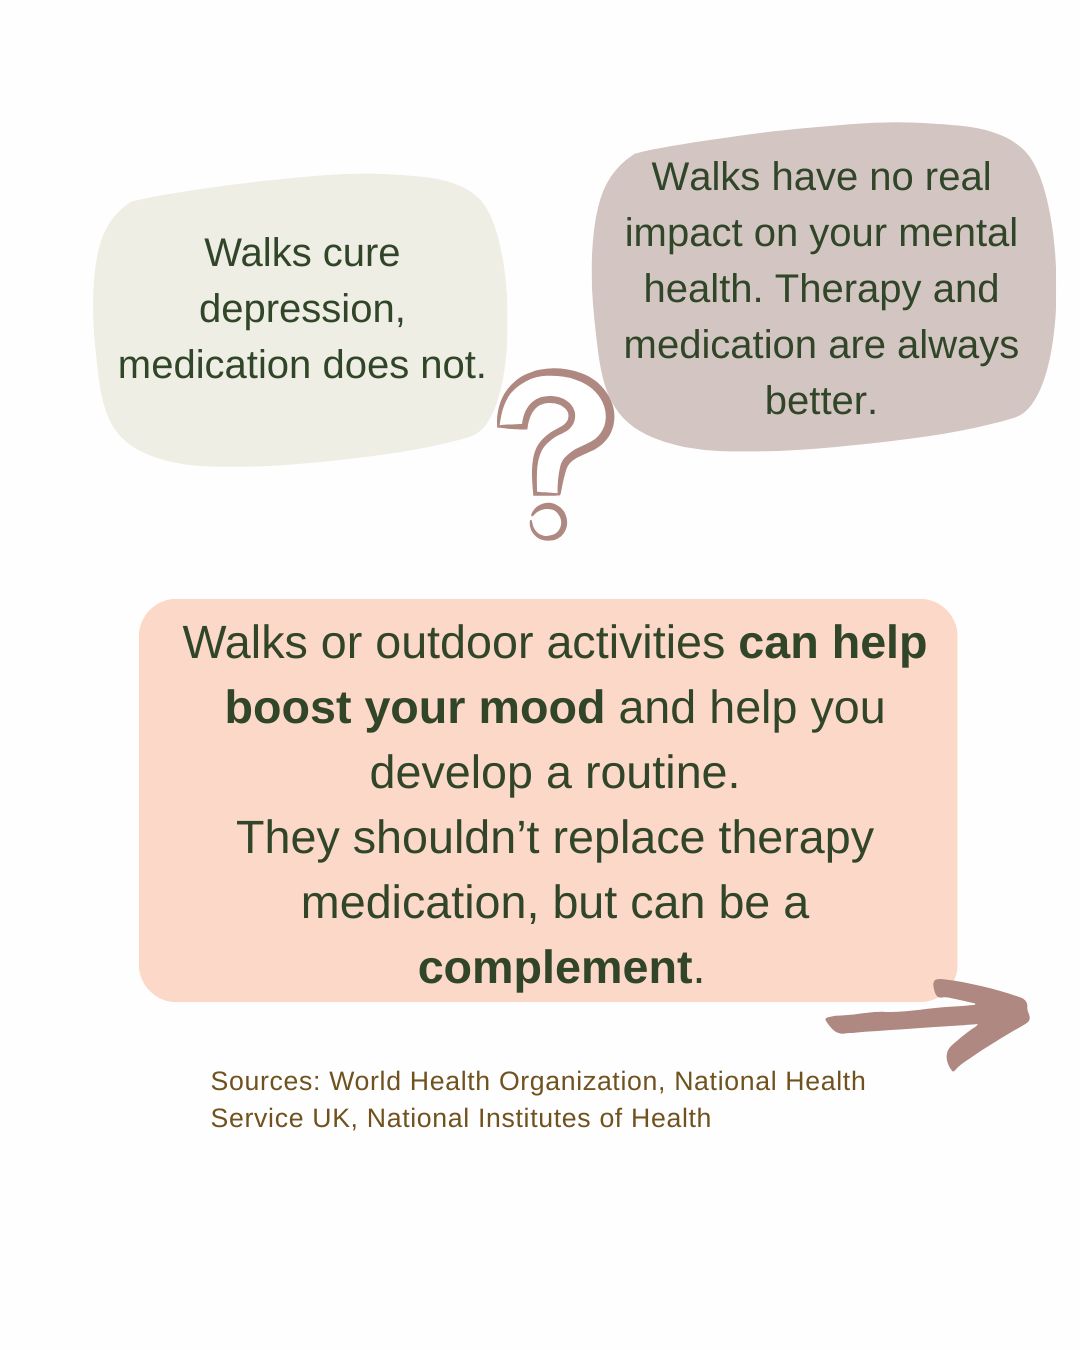 Walks cure
depression,
medication does not.
Walks have no real
impact on your mental
health. Therapy and
medication are always
better.
?
Walks or outdoor activities can help
boost your mood and help you
develop a routine.
They shouldn’t replace therapy
medication, but can be a
complement.
Sources: World Health Organization, National Health
Service UK, National Institutes of Health